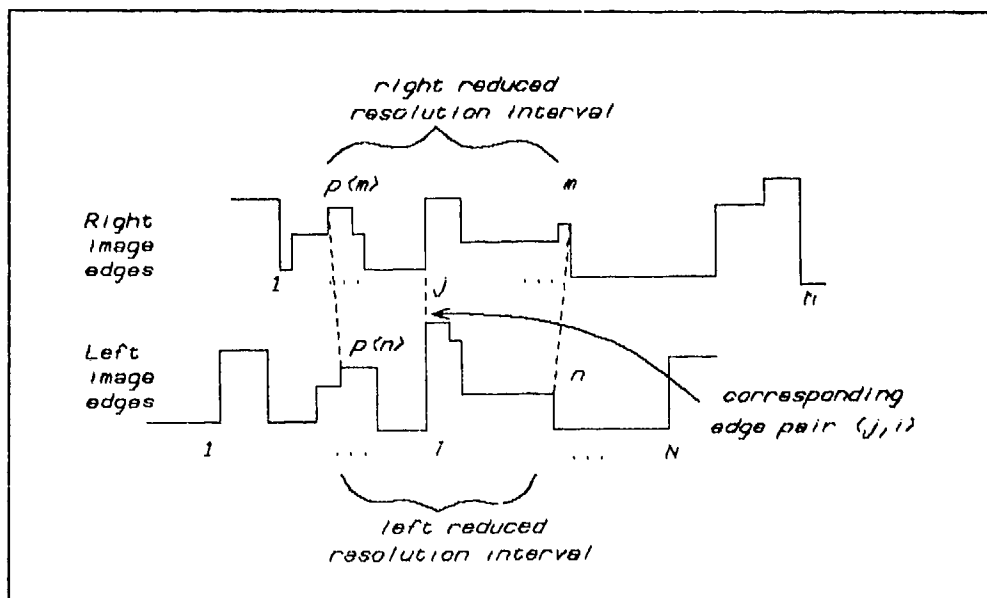 right reduced
resolution interval
p(m)
m
Right
image
edges
1
...
j
...
M
Left
image
edges
p(n)
n
corresponding
edge pair (j,i)
1
...
i
...
N
left reduced
resolution interval